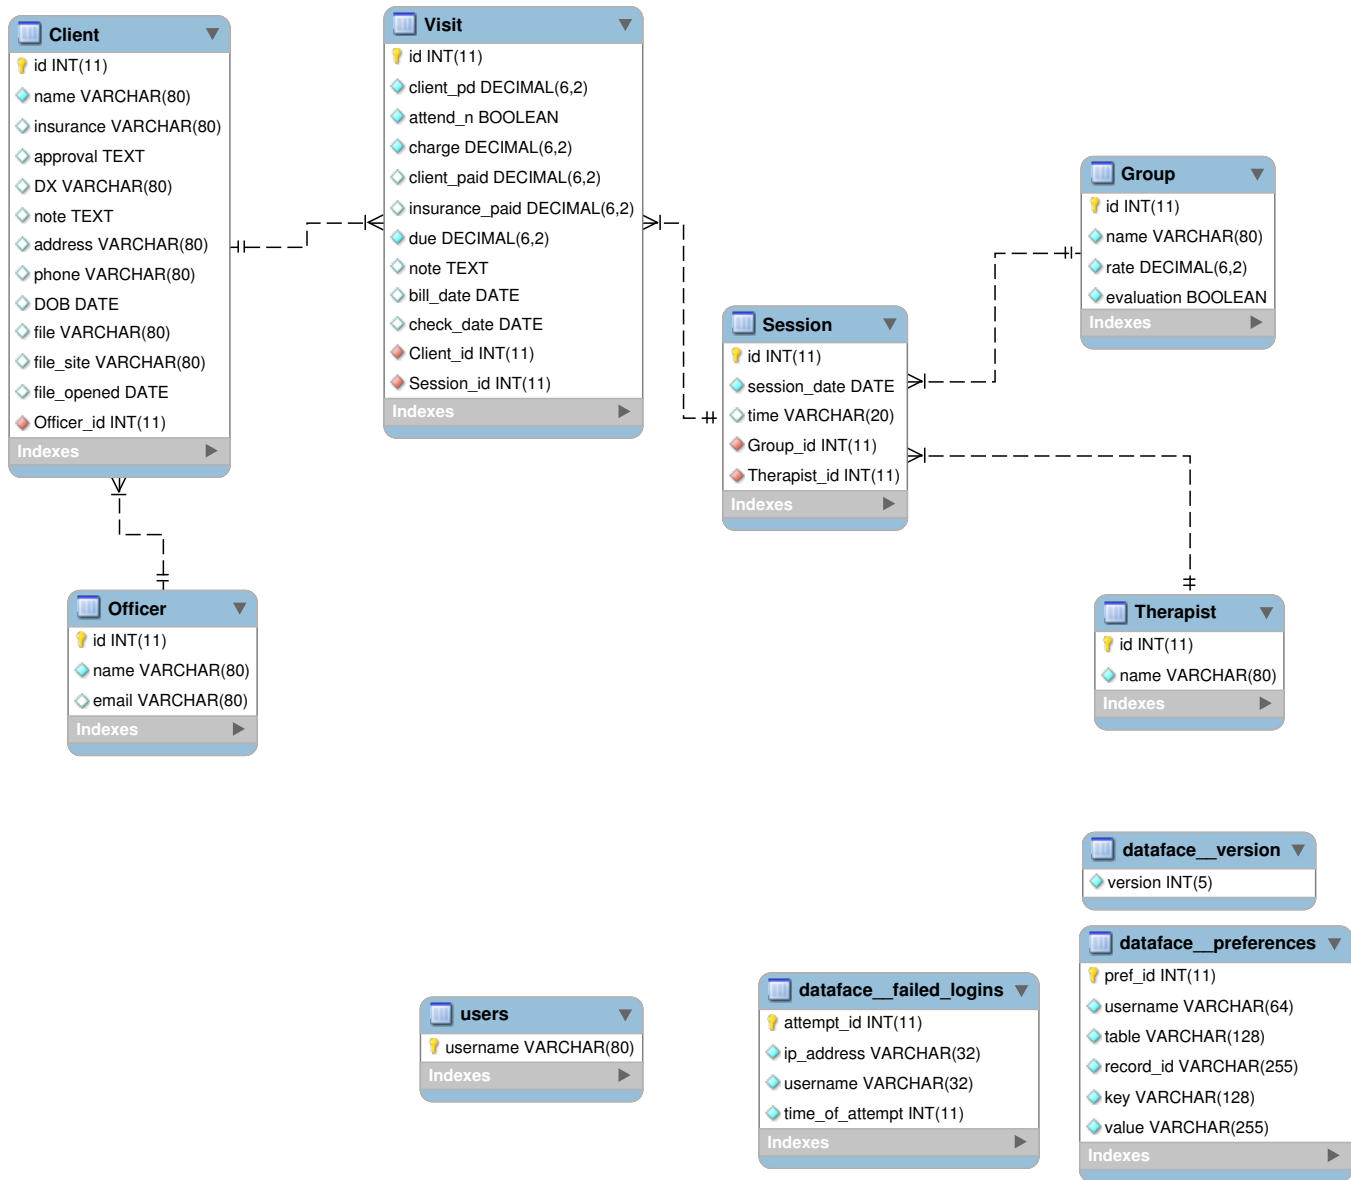 Client
id INT(11)
name VARCHAR(80)
insurance VARCHAR(80)
approval TEXT
DX VARCHAR(80)
note TEXT
address VARCHAR(80)
phone VARCHAR(80)
DOB DATE
file VARCHAR(80)
file_site VARCHAR(80)
file_opened DATE
Officer_id INT(11)
Indexes
Visit
id INT(11)
client_pd DECIMAL(6,2)
attend_n BOOLEAN
charge DECIMAL(6,2)
client_paid DECIMAL(6,2)
insurance_paid DECIMAL(6,2)
due DECIMAL(6,2)
note TEXT
bill_date DATE
check_date DATE
Client_id INT(11)
Session_id INT(11)
Indexes
Group
id INT(11)
name VARCHAR(80)
rate DECIMAL(6,2)
evaluation BOOLEAN
Indexes
Session
id INT(11)
session_date DATE
time VARCHAR(20)
Group_id INT(11)
Therapist_id INT(11)
Indexes
Officer
id INT(11)
name VARCHAR(80)
email VARCHAR(80)
Indexes
Therapist
id INT(11)
name VARCHAR(80)
Indexes
dataface__version
version INT(5)
users
username VARCHAR(80)
Indexes
dataface__failed_logins
attempt_id INT(11)
ip_address VARCHAR(32)
username VARCHAR(32)
time_of_attempt INT(11)
Indexes
dataface__preferences
pref_id INT(11)
username VARCHAR(64)
table VARCHAR(128)
record_id VARCHAR(255)
key VARCHAR(128)
value VARCHAR(255)
Indexes